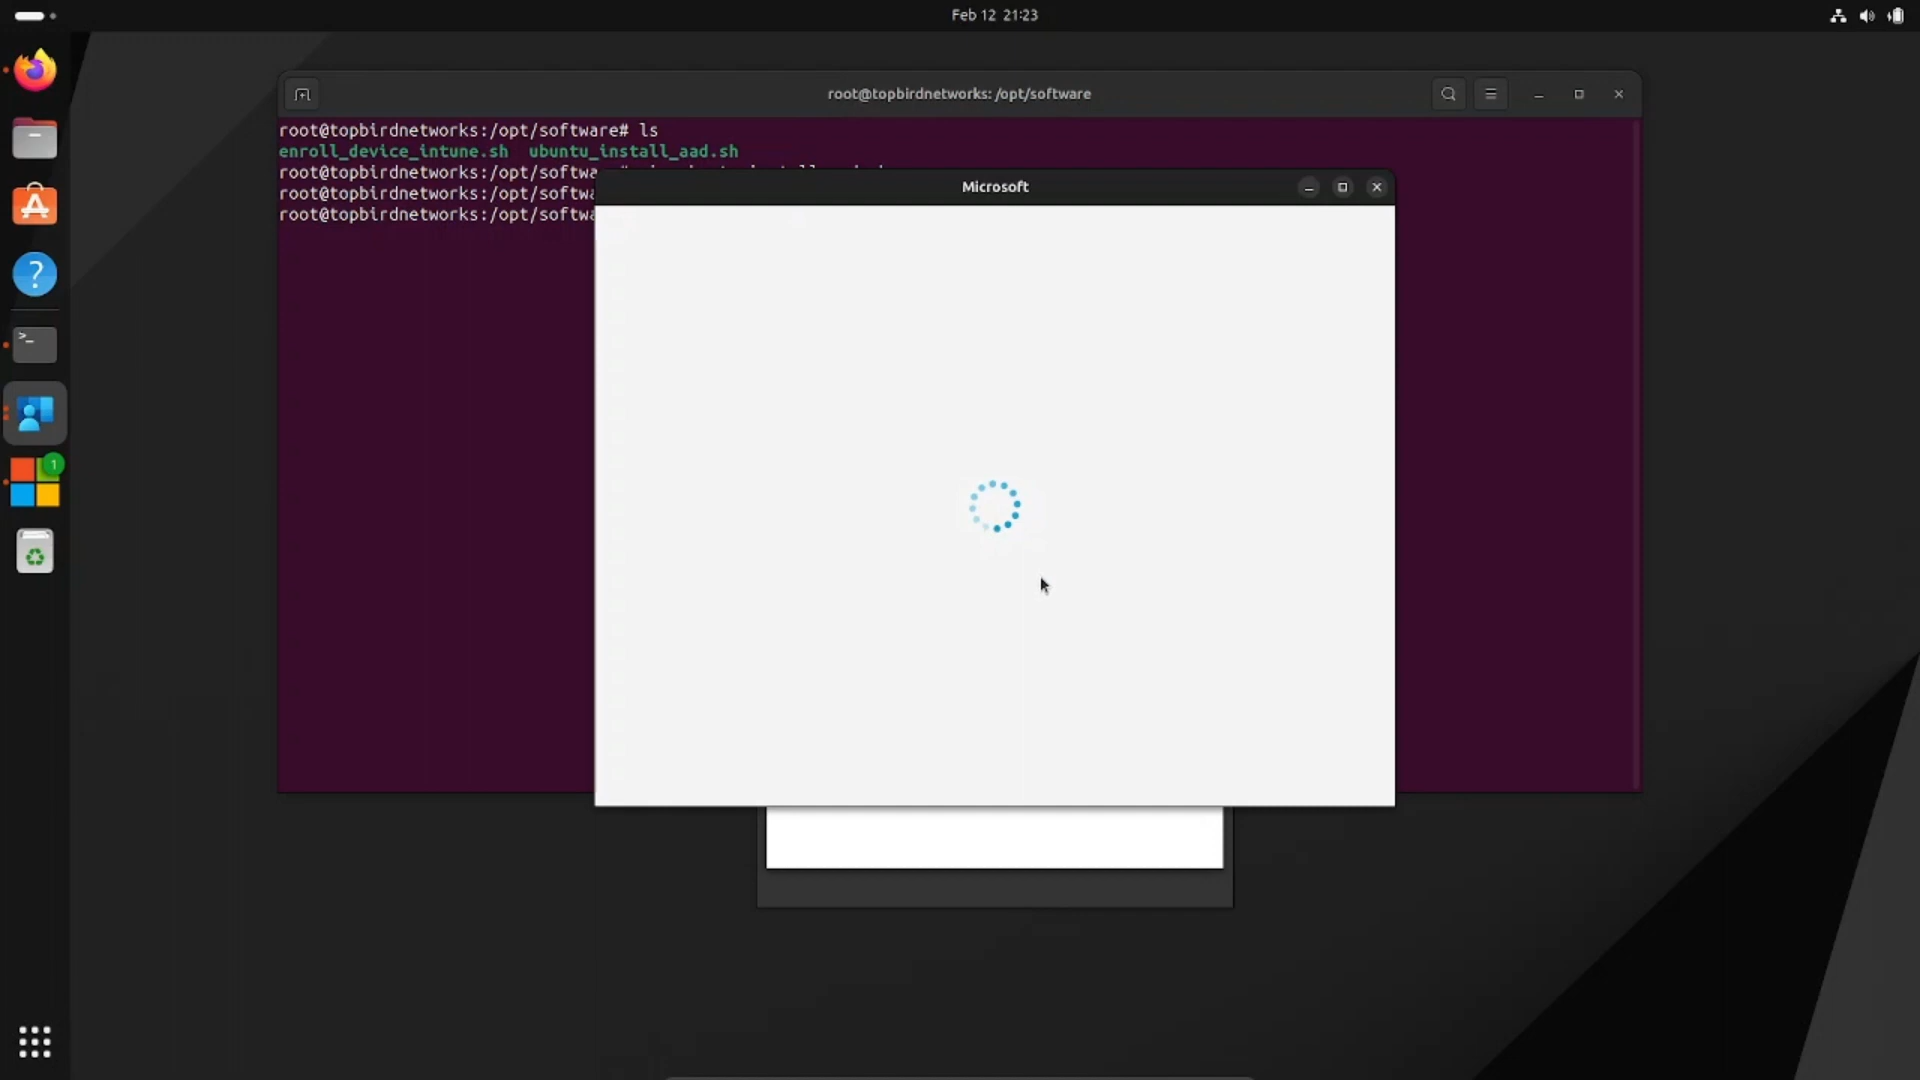 Feb 12 21:23
root@topbirdnetworks: /opt/software
root@topbirdnetworks:/opt/software# ls
enroll_device_intune.sh ubuntu_install_aad.sh
root@topbirdnetworks:/opt/softwa
root@topbirdnetworks:/opt/softwa
root@topbirdnetworks:/opt/softwa
Microsoft
1